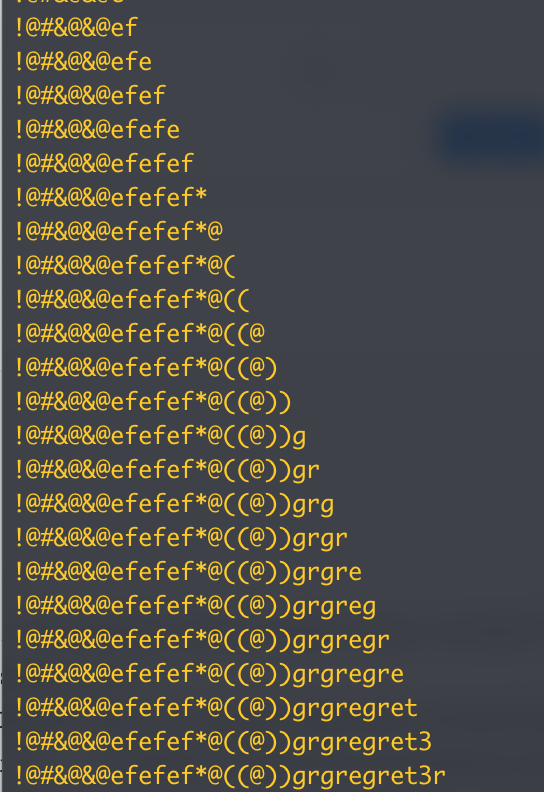 !@#&@&@ef
!@#&@&@efe
!@#&@&@efef
!@#&@&@efefe
!@#&@&@efefef
!@#&@&@efefef*
!@#&@&@efefef*@
!@#&@&@efefef*@(
!@#&@&@efefef*@((
!@#&@&@efefef*@((@
!@#&@&@efefef*@((@)
!@#&@&@efefef*@((@))
!@#&@&@efefef*@((@))g
!@#&@&@efefef*@((@))gr
!@#&@&@efefef*@((@))grg
!@#&@&@efefef*@((@))grgr
!@#&@&@efefef*@((@))grgre
!@#&@&@efefef*@((@))grgreg
!@#&@&@efefef*@((@))grgregr
!@#&@&@efefef*@((@))grgregre
!@#&@&@efefef*@((@))grgregret
!@#&@&@efefef*@((@))grgregret3
!@#&@&@efefef*@((@))grgregret3r